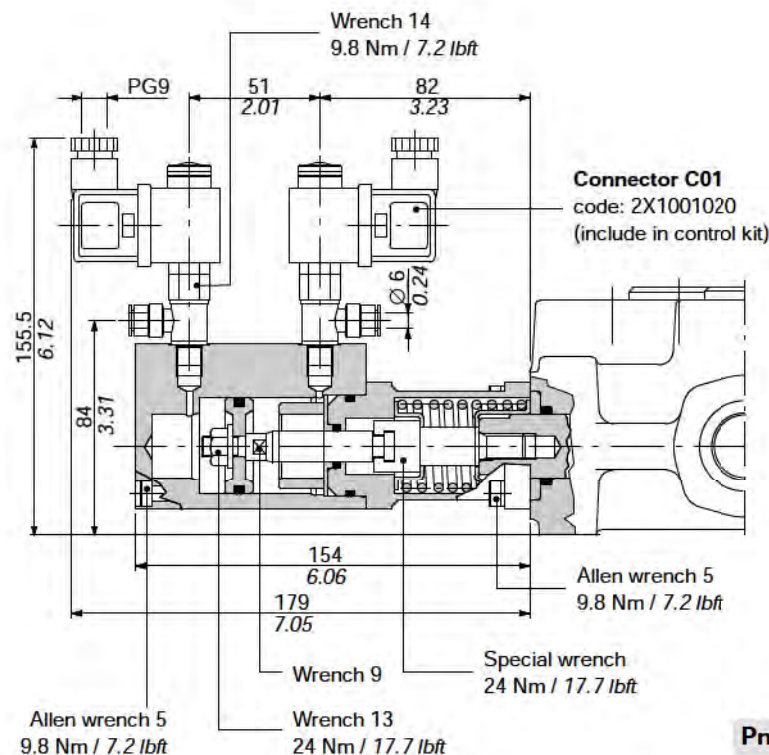 Wrench 14
9.8 Nm / 7.2 lbft
PG9
51
2.01
82
3.23
Connector C01
code: 2X1001020
(include in control kit)
Ø 6
0.24
155.5
6.12
84
3.31
154
6.06
179
7.05
Allen wrench 5
9.8 Nm / 7.2 lbft
Wrench 9
Special wrench
24 Nm / 17.7 lbft
Allen wrench 5
9.8 Nm / 7.2 lbft
Wrench 13
24 Nm / 17.7 lbft
Pn